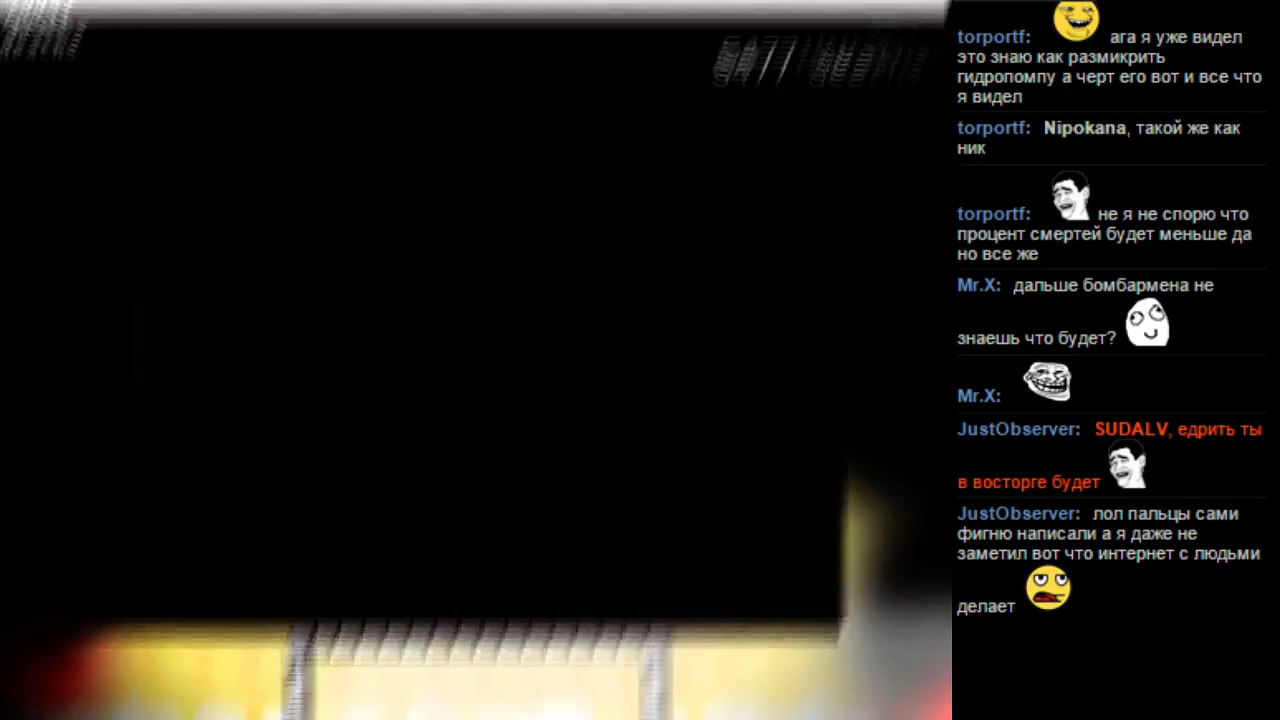 torportf: ага я уже видел
это знаю как размикрить
гидропомпу а черт его вот и все что
я видел
torportf: Nipokana, такой же как
ник
torportf: не я не спорю что
процент смертей будет меньше да
но все же
Mr.X: дальше бомбармена не
знаешь что будет?
Mr.X:
JustObserver: SUDALV, едрить ты
в восторге будет
JustObserver: лол пальцы сами
фигню написали а я даже не
заметил вот что интернет с людьми
делает